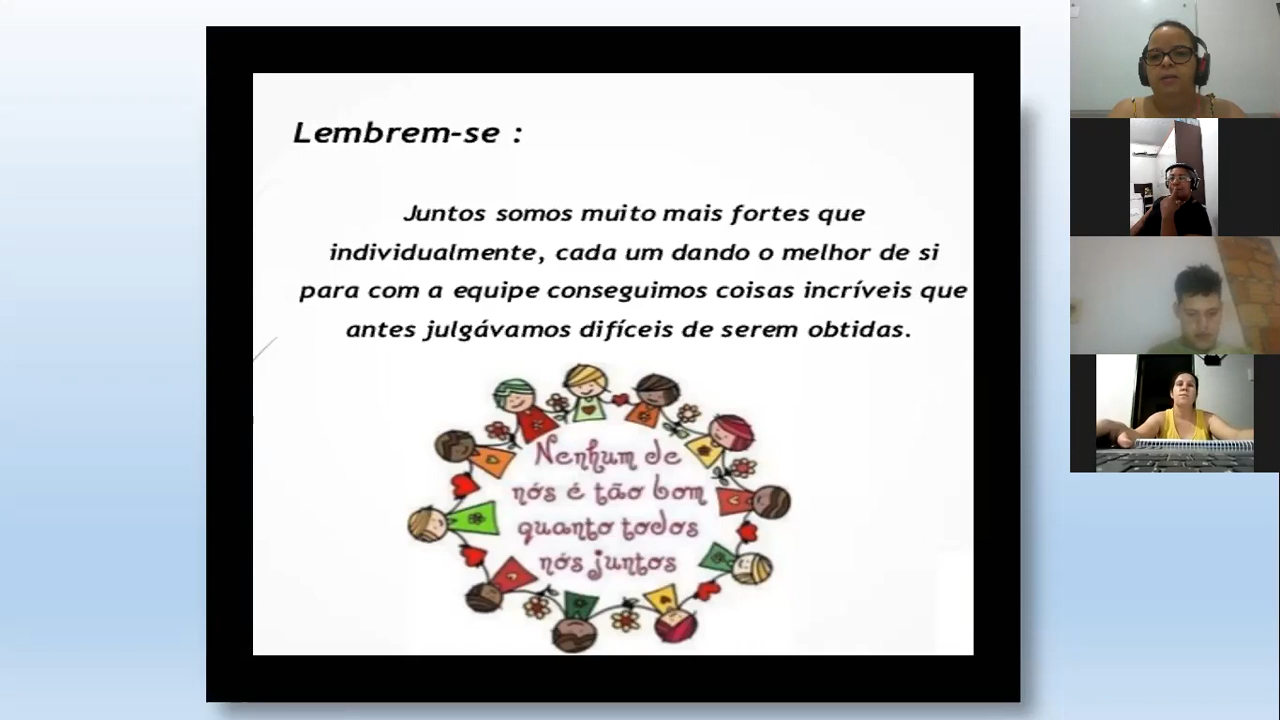 Lembrem-se :
Juntos somos muito mais fortes que
individualmente, cada um dando o melhor de si
para com a equipe conseguimos coisas incríveis que
antes julgávamos difíceis de serem obtidas.
Nenhum de
nós é tão bom
quanto todos
nós juntos